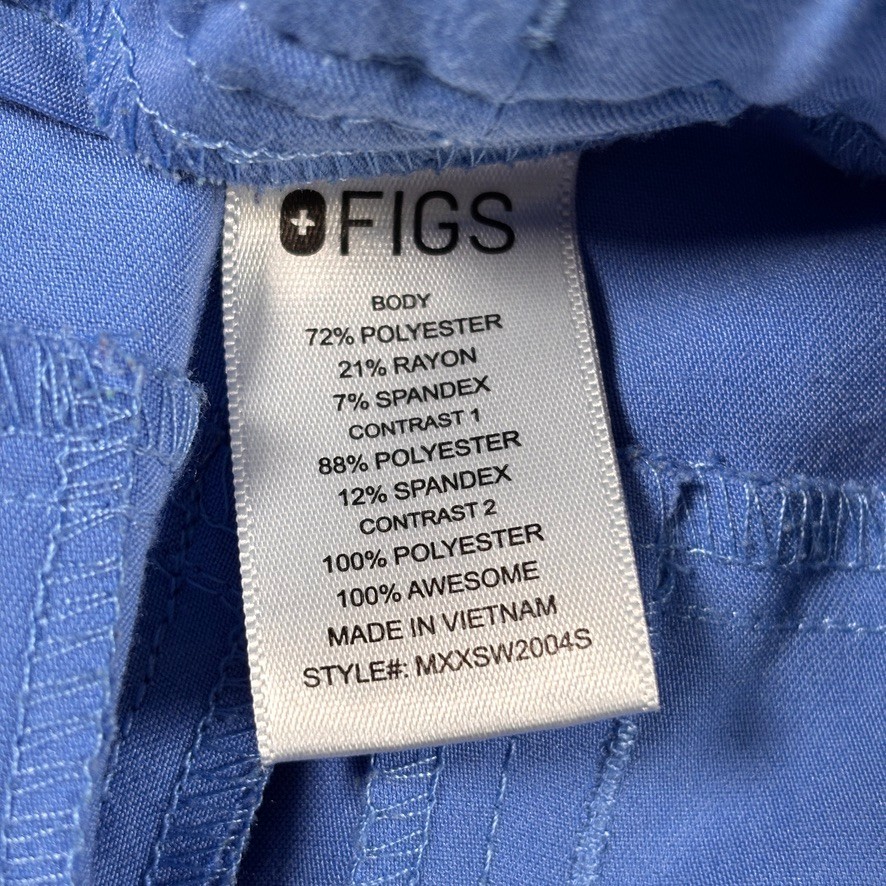 FIGS
BODY
72% POLYESTER
21% RAYON
7% SPANDEX
CONTRAST 1
88% POLYESTER
12% SPANDEX
CONTRAST 2
100% POLYESTER
100% AWESOME
MADE IN VIETNAM
STYLE#: MXXSW2004S